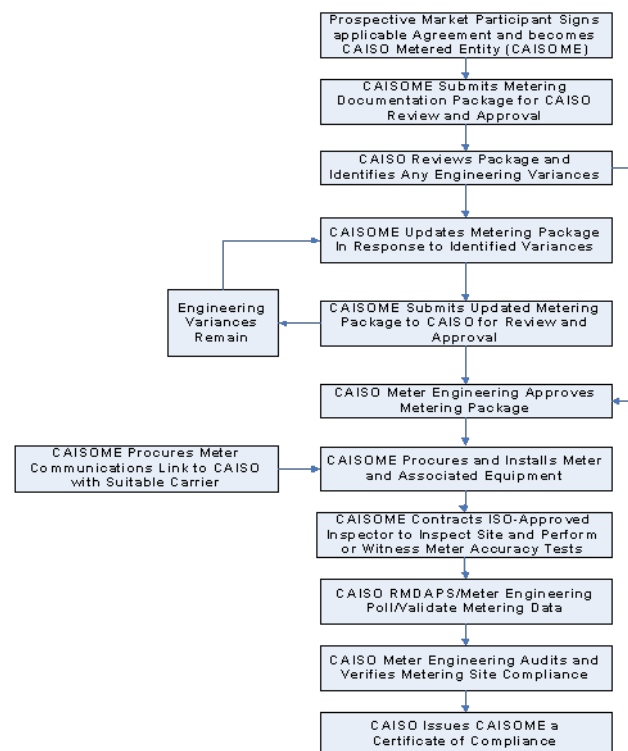 Prospective Market Participant Signs
applicable Agreement and becomes
CAISO Metered Entity (CAISOME)
CAISOME Submits Metering
Documentation Package for CAISO
Review and Approval
CAISO Reviews Package and
Identifies Any Engineering Variances
CAISOME Updates Metering Package
In Response to Identified Variances
Engineering
Variances
Remain
CAISOME Submits Updated Metering
Package to CAISO for Review and
Approval
CAISO Meter Engineering Approves
Metering Package
CAISOME Procures Meter
Communications Link to CAISO
with Suitable Carrier
CAISOME Procures and Installs Meter
and Associated Equipment
CAISOME Contracts ISO-Approved
Inspector to Inspect Site and Perform
or Witness Meter Accuracy Tests
CAISO RMDAPS/Meter Engineering
Poll/Validate Metering Data
CAISO Meter Engineering Audits and
Verifies Metering Site Compliance
CAISO Issues CAISOME a
Certificate of Compliance